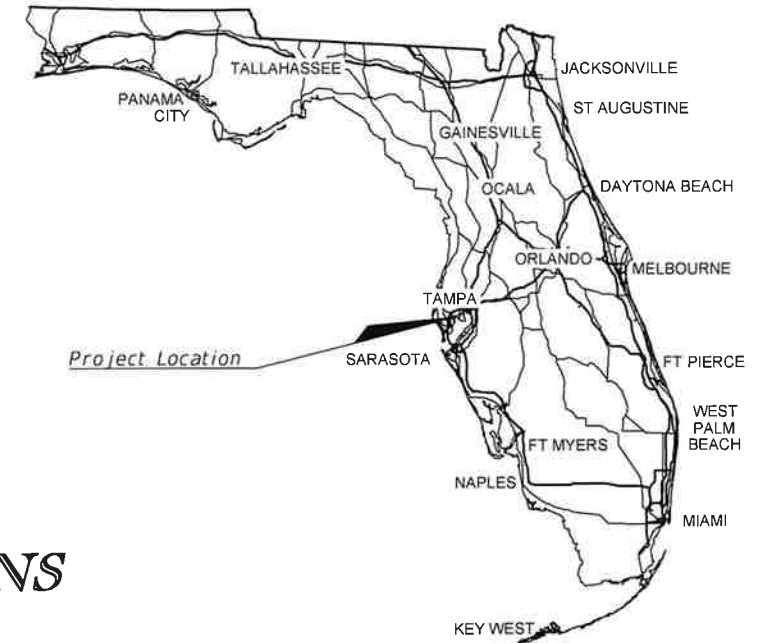 TALLAHASSEE
JACKSONVILLE
PANAMA
CITY
ST AUGUSTINE
GAINESVILLE
OCALA
DAYTONA BEACH
ORLANDO
MELBOURNE
TAMPA
Project Location
SARASOTA
FT PIERCE
WEST
PALM
BEACH
FT MYERS
NAPLES
MIAMI
NS
KEY WEST